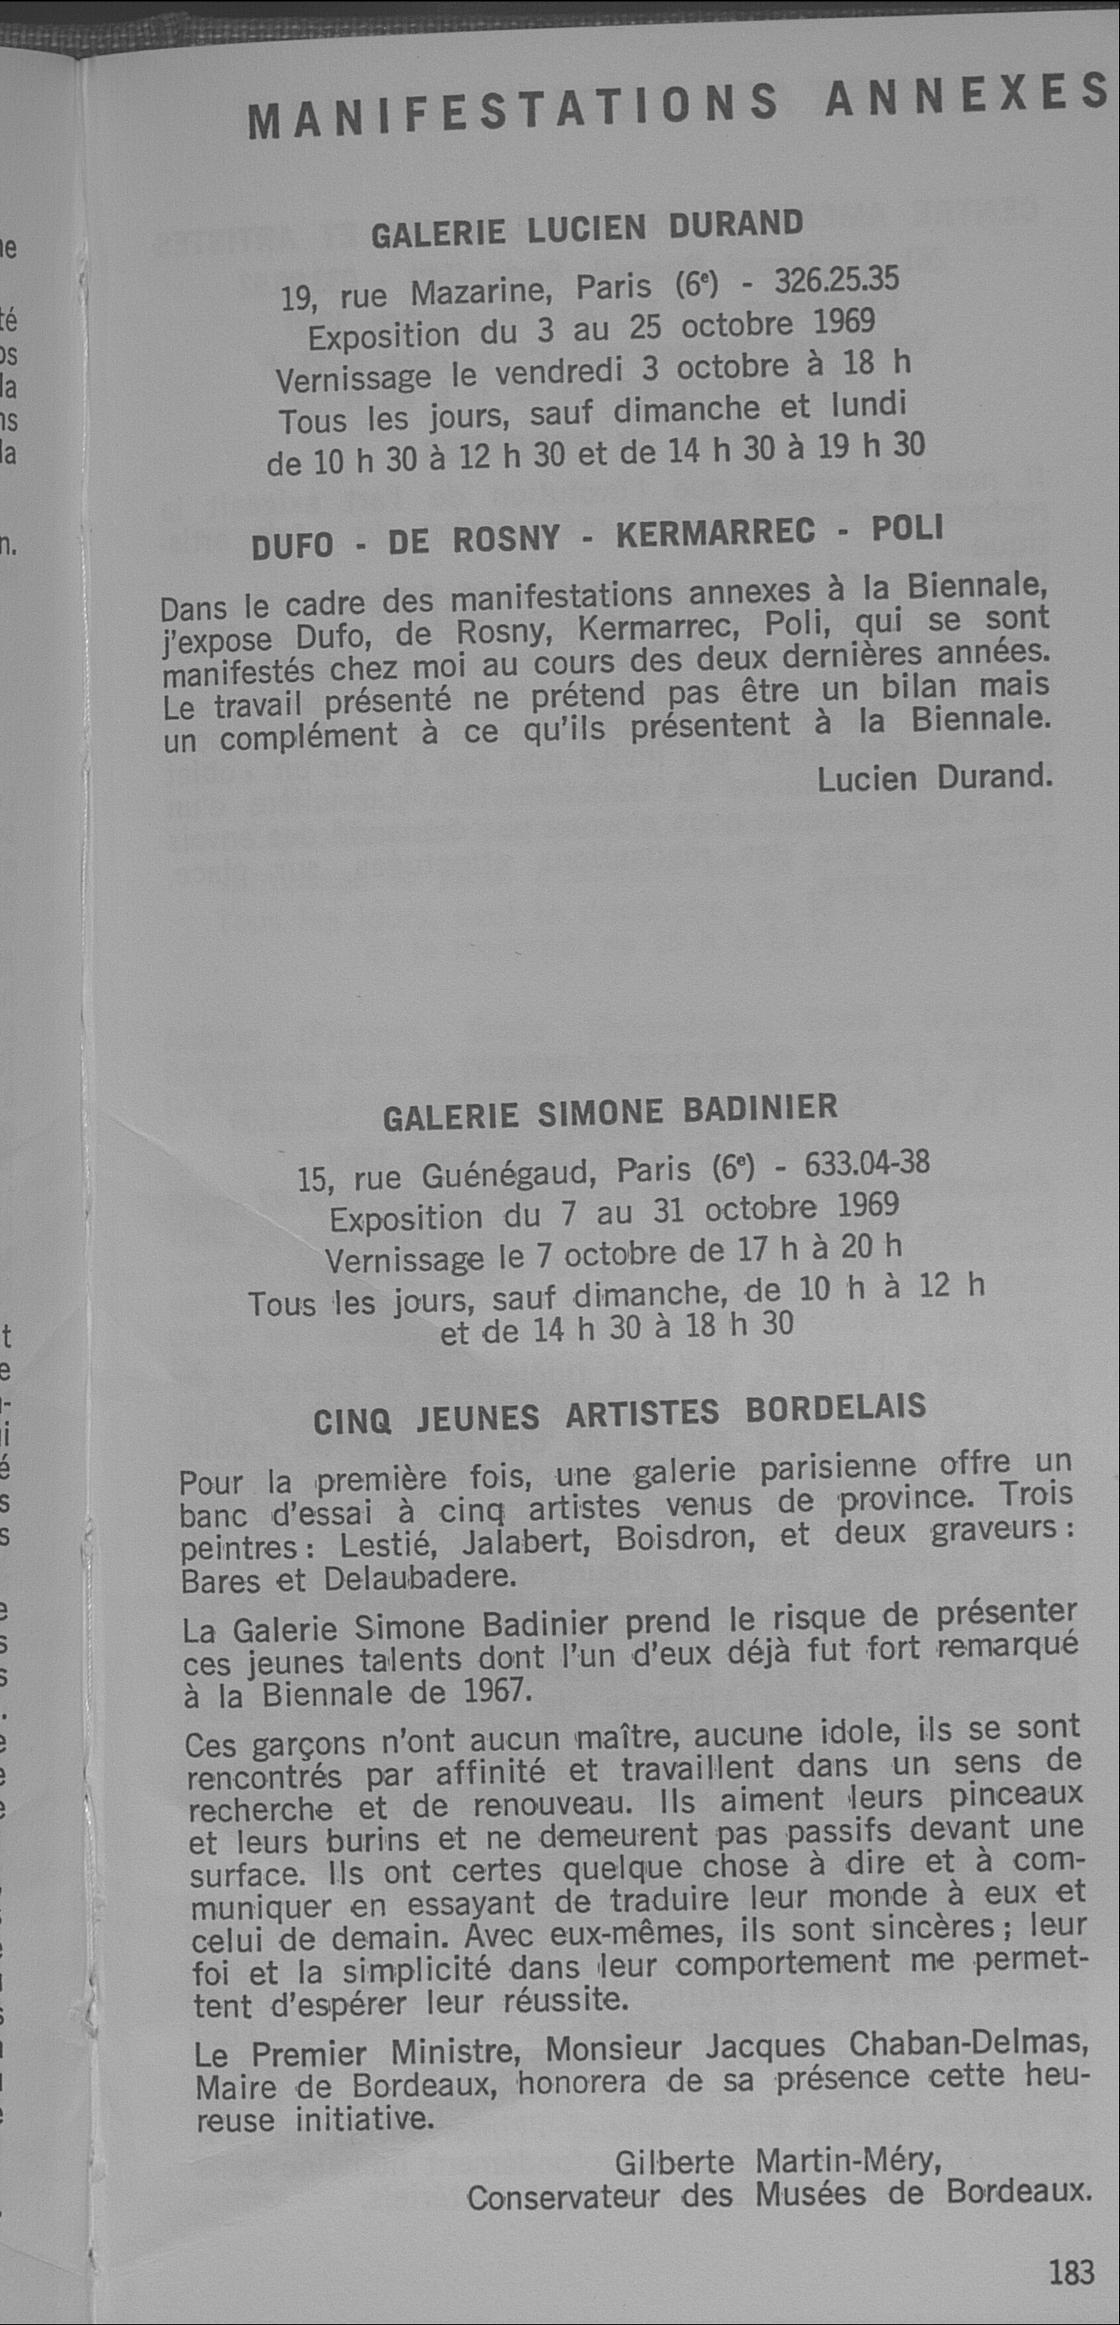 MANIFESTATIONS ANNEXES
GALERIE LUCIEN DURAND
19, rue Mazarine, Paris (6e) - 326.25.35
Exposition du 3 au 25 octobre 1969
Vernissage le vendredi 3 octobre à 18 h
Tous les jours, sauf dimanche et lundi
de 10 h 30 à 12 h 30 et de 14 h 30 à 19 h 30
DUFO - DE ROSNY - KERMARREC - POLI
Dans le cadre des manifestations annexes à la Biennale,
j'expose Dufo, de Rosny, Kermarrec, Poli, qui se sont
manifestés chez moi au cours des deux dernières années.
Le travail présenté ne prétend pas être un bilan mais
un complément à ce qu'ils présentent à la Biennale.
Lucien Durand.
GALERIE SIMONE BADINIER
15, rue Guénégaud, Paris (6e) - 633.04-38
Exposition du 7 au 31 octobre 1969
Vernissage le 7 octobre de 17 h à 20 h
Tous les jours, sauf dimanche, de 10 h à 12 h
et de 14 h 30 à 18 h 30
CINQ JEUNES ARTISTES BORDELAIS
Pour la première fois, une galerie parisienne offre un
banc d'essai à cinq artistes venus de province. Trois
peintres : Lestié, Jalabert, Boisdron, et deux graveurs :
Bares et Delaubadere.
La Galerie Simone Badinier prend le risque de présenter
ces jeunes talents dont l'un d'eux déjà fut fort remarqué
à la Biennale de 1967.
Ces garçons n'ont aucun maître, aucune idole, ils se sont
rencontrés par affinité et travaillent dans un sens de
recherche et de renouveau. Ils aiment leurs pinceaux
et leurs burins et ne demeurent pas passifs devant une
surface. Ils ont certes quelque chose à dire et à com-
muniquer en essayant de traduire leur monde à eux et
celui de demain. Avec eux-mêmes, ils sont sincères ; leur
foi et la simplicité dans leur comportement me permet-
tent d'espérer leur réussite.
Le Premier Ministre, Monsieur Jacques Chaban-Delmas,
Maire de Bordeaux, honorera de sa présence cette heu-
reuse initiative.
Gilberte Martin-Méry,
Conservateur des Musées de Bordeaux.
183